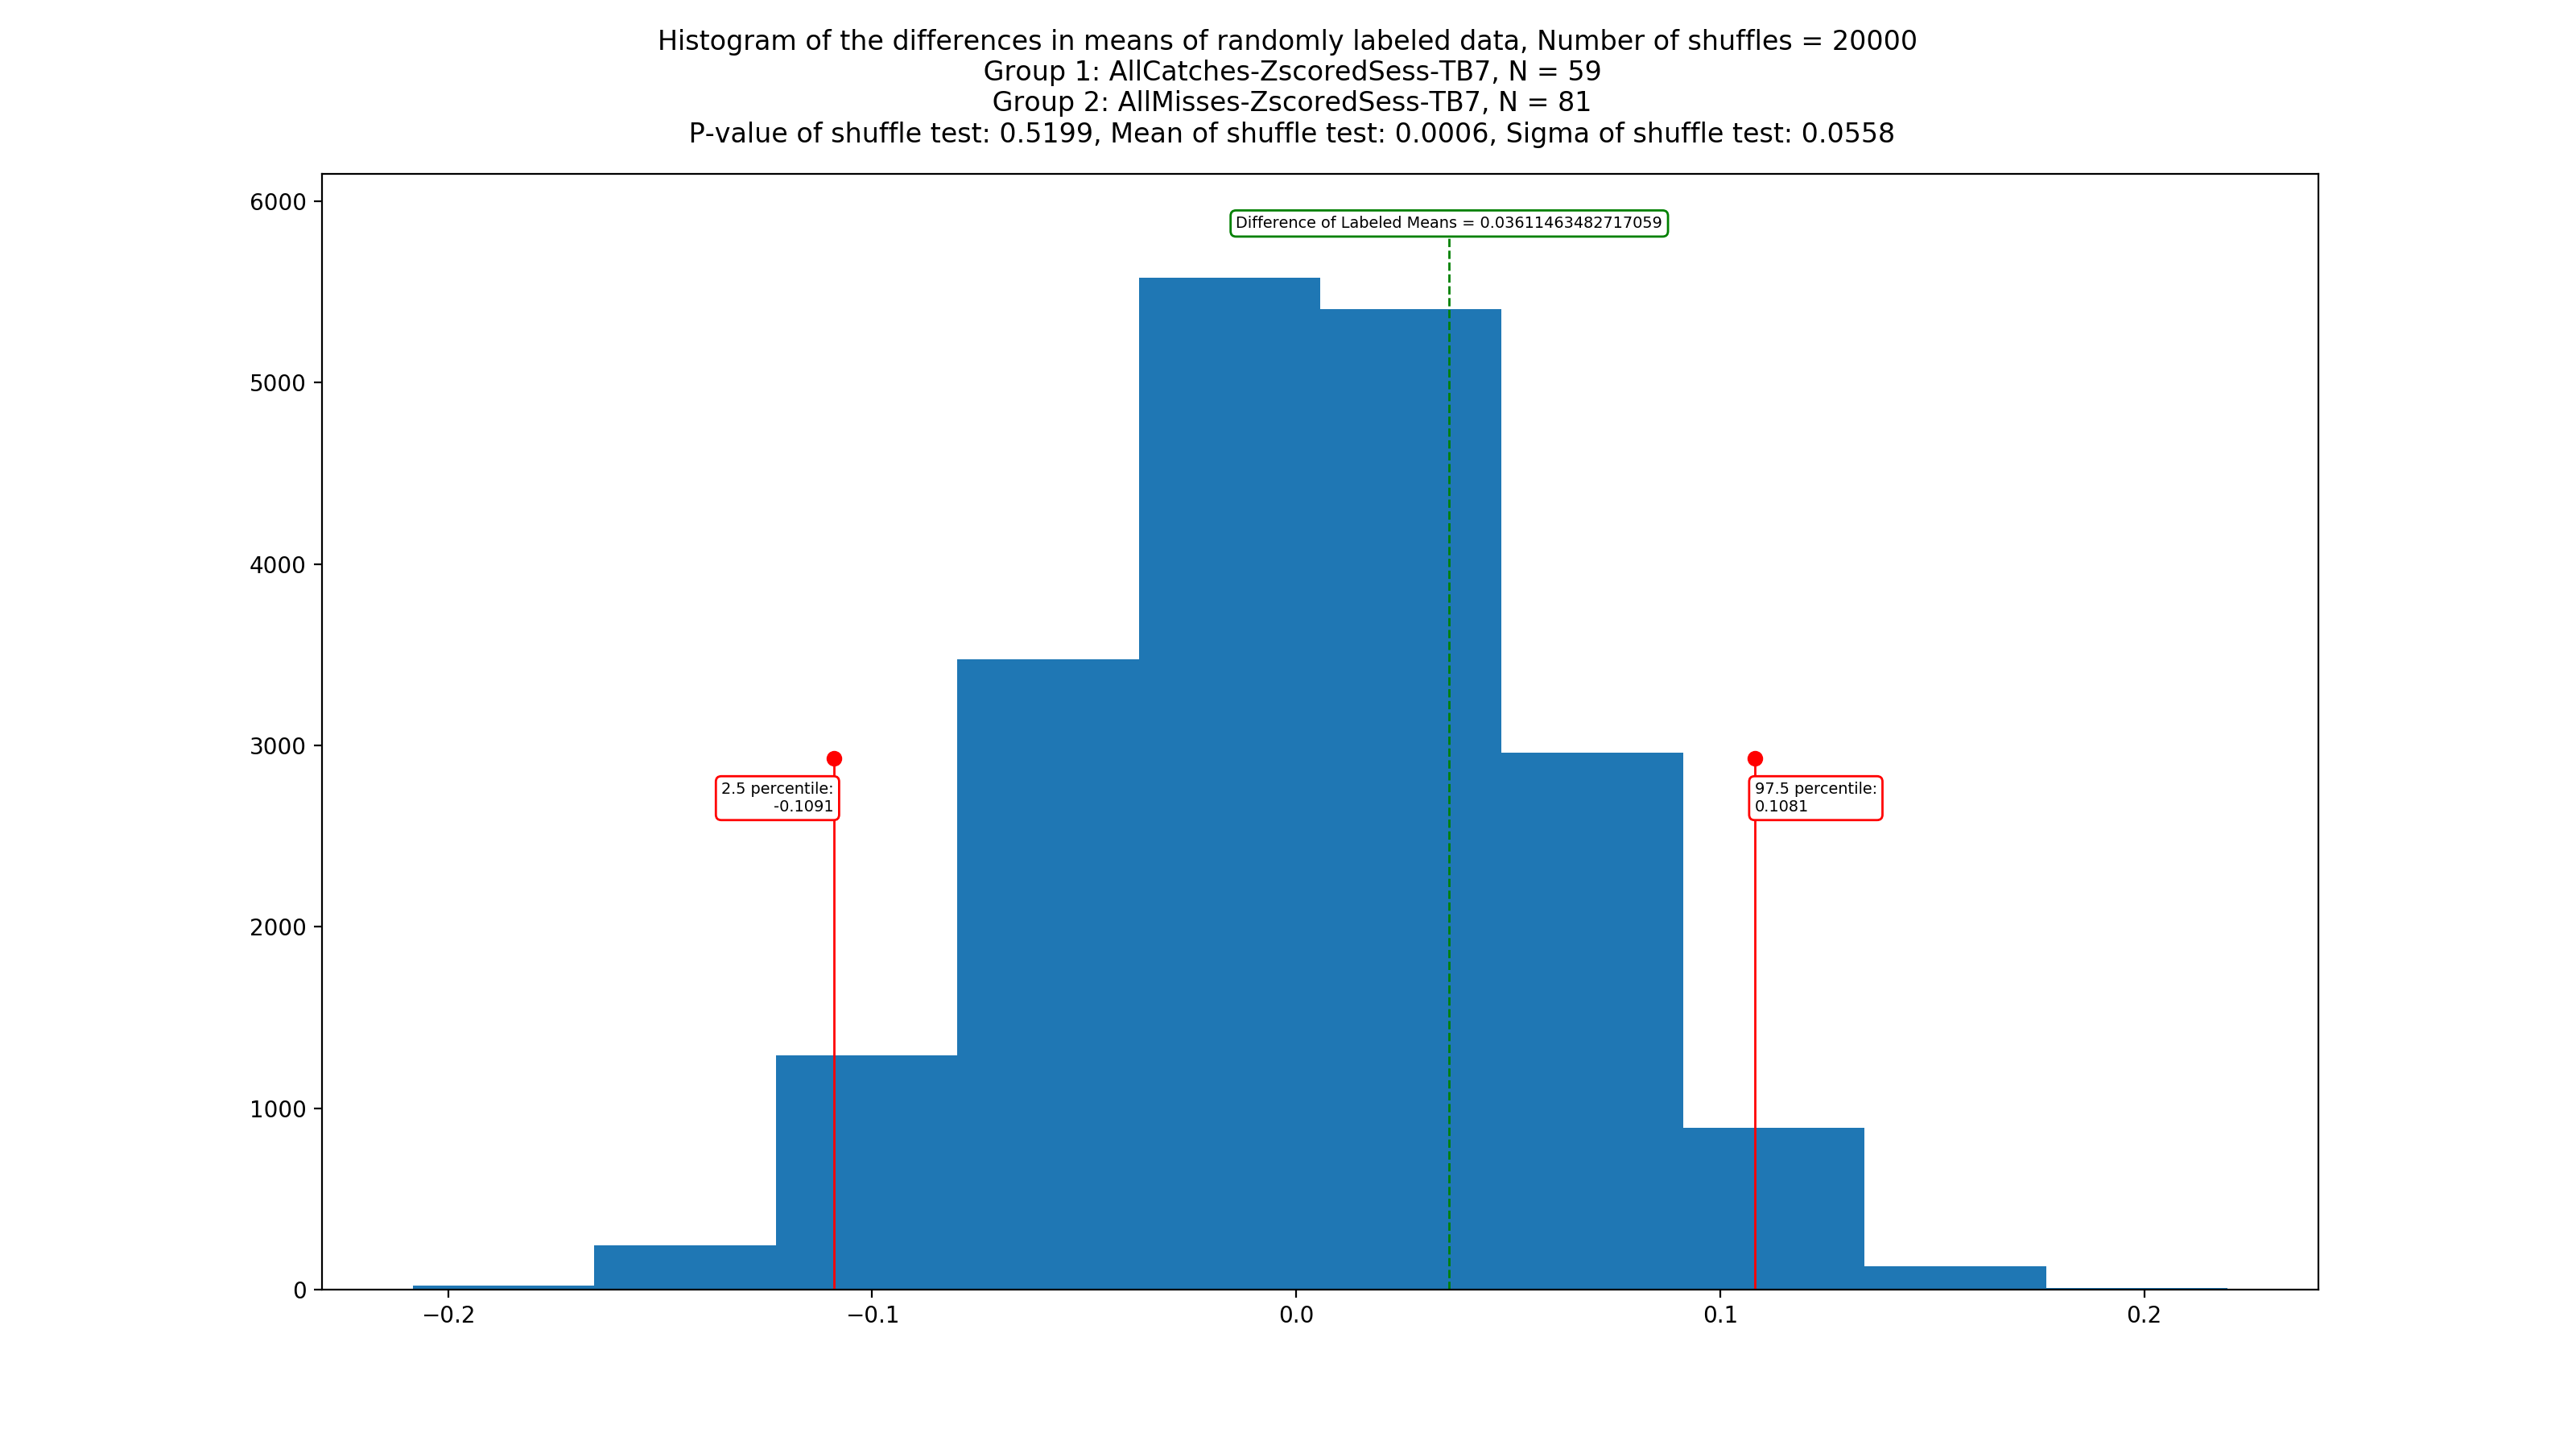 Histogram of the differences in means of randomly labeled data, Number of shuffles = 20000
Group 1: AllCatches-ZscoredSess-TB7, N = 59
Group 2: AllMisses-ZscoredSess-TB7, N = 81
P-value of shuffle test: 0.5199, Mean of shuffle test: 0.0006, Sigma of shuffle test: 0.0558
6000
Difference of Labeled Means = 0.03611463482717059
5000
4000
3000
2.5 percentile:
-0.1091
97.5 percentile:
0.1081
2000
1000
0
−0.2
−0.1
0.0
0.1
0.2